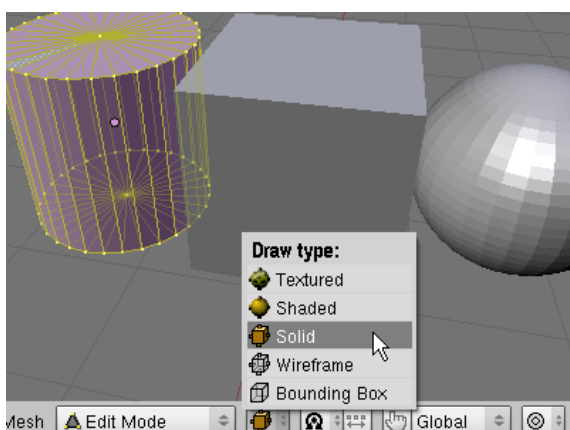 Draw type:
Textured
Shaded
Solid
Wireframe
Bounding Box
Mesh Edit Mode Global